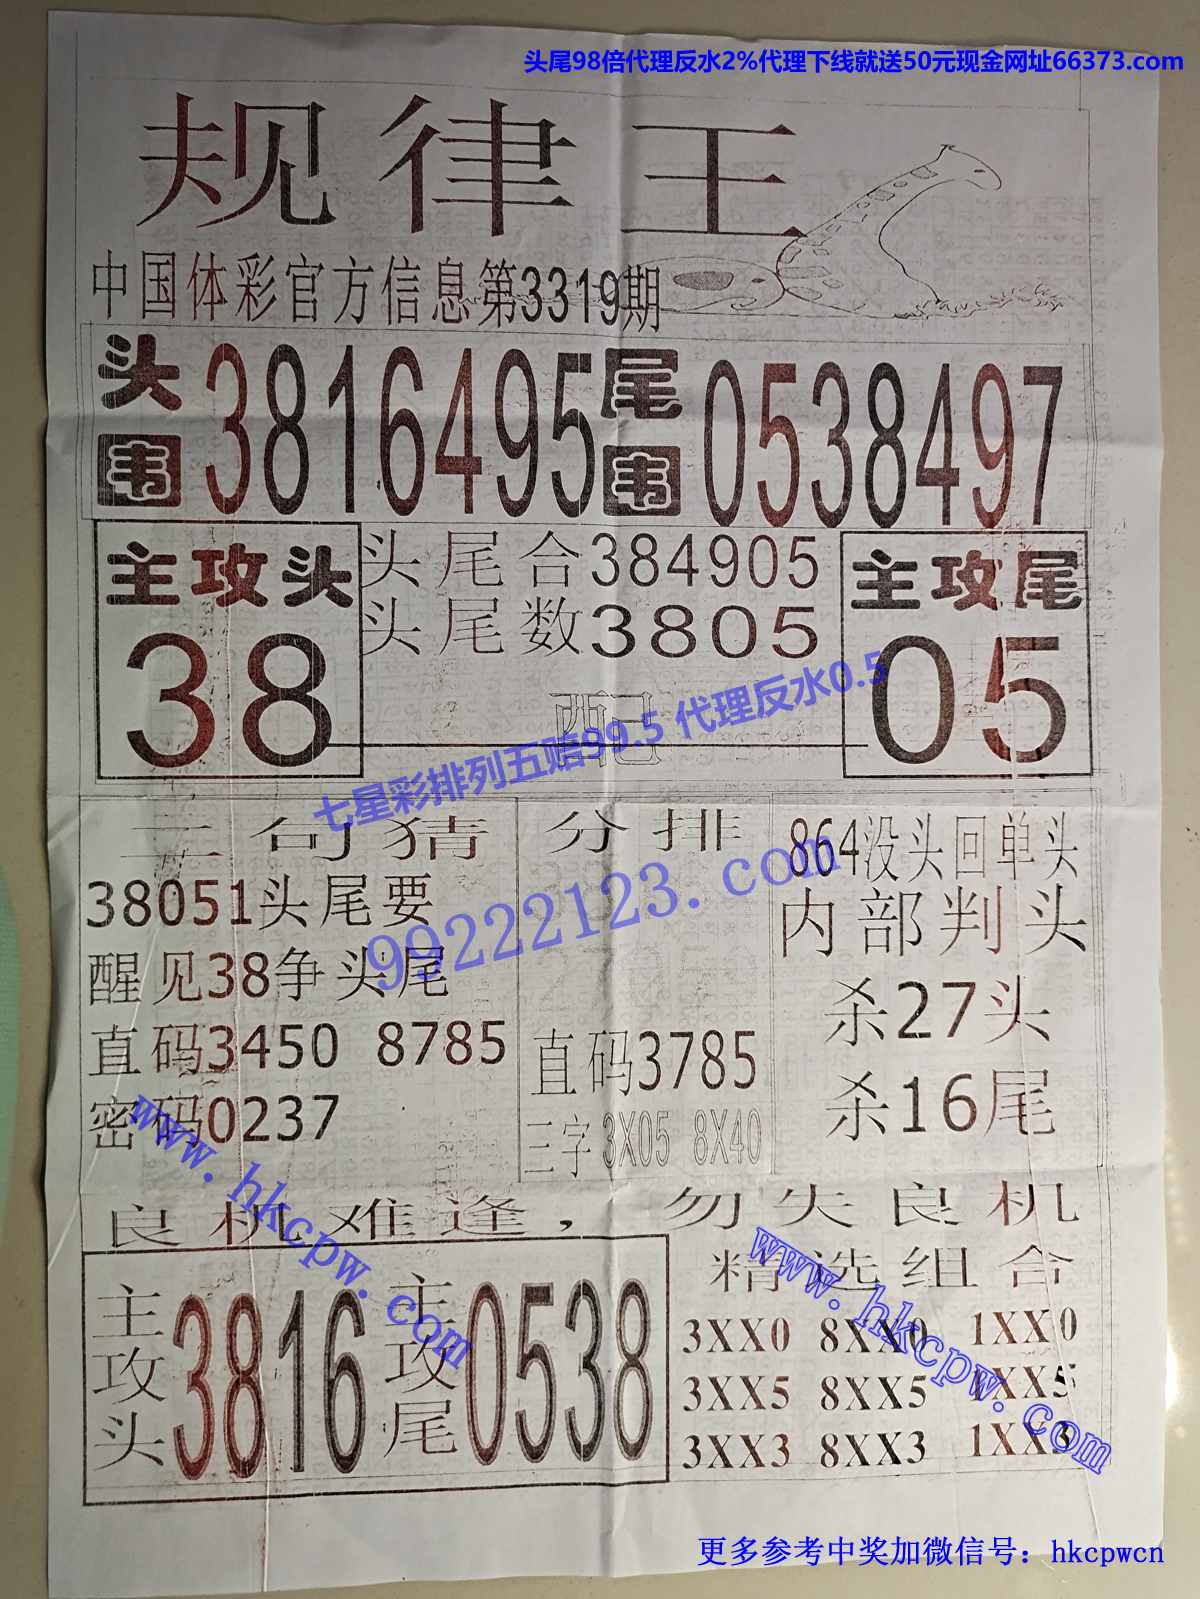 头尾98倍代理反水2%代理下线就送50元现金网址66373.com
规律王
中国体彩官方信息第3319期
头围 3816495 尾围 0538497
主攻头 38
头尾合384905
头尾数3805
主攻尾 05
配
七星彩排列五赔99.5 代理反水0.5
99222123.com
三句猜
38051头尾要
醒见38争头尾
直码3450 8785
密码0237
分排
直码3785
三字 3X05 8X40
864没头回单头
内部判头
杀27头
杀16尾
www.hkcpw.com
良机难逢，勿失良机
主攻头 3816 主攻尾 0538
精选组合
3XX0 8XX0 1XX0
3XX5 8XX5 1XX5
3XX3 8XX3 1XX3
www.hkcpw.com
更多参考中奖加微信号：hkcpwcn